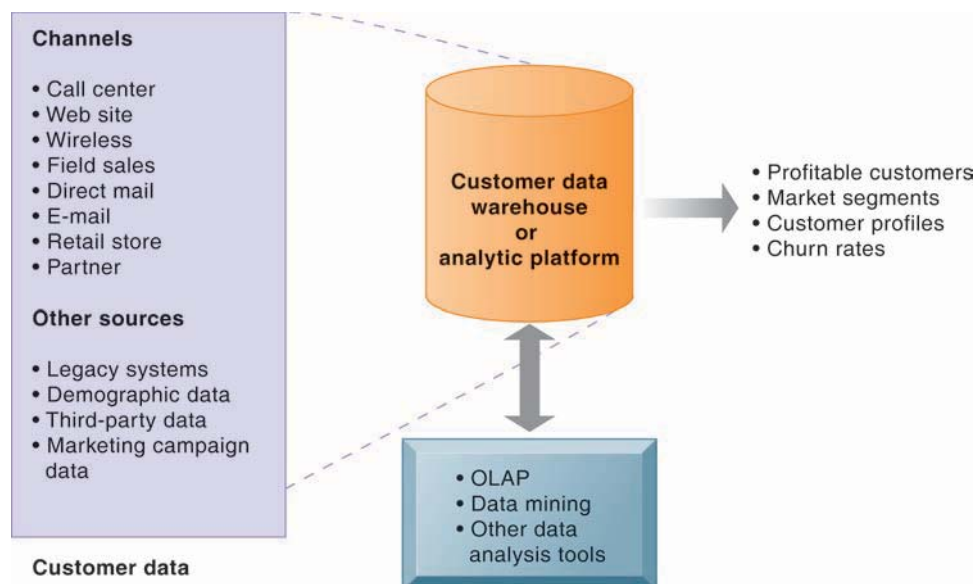 Channels
• Call center
• Web site
• Wireless
• Field sales
• Direct mail
• E-mail
• Retail store
• Partner
Other sources
• Legacy systems
• Demographic data
• Third-party data
• Marketing campaign
data
Customer data
Customer data
warehouse
or
analytic platform
• Profitable customers
• Market segments
• Customer profiles
• Churn rates
• OLAP
• Data mining
• Other data
analysis tools